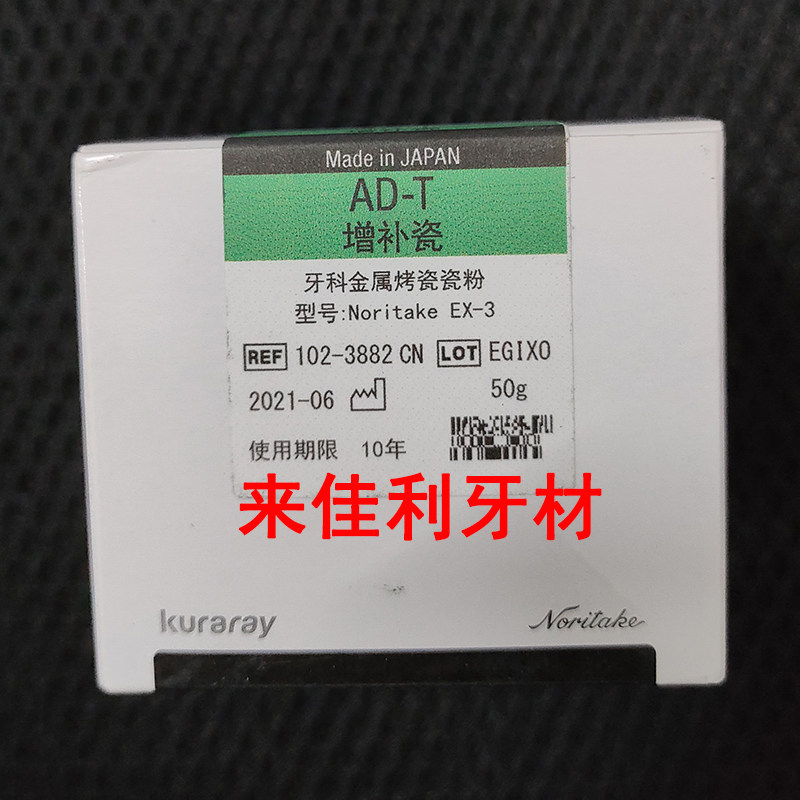 Made in JAPAN
AD-T
增补瓷
牙科金属烤瓷瓷粉
型号:Noritake EX-3
REF 102-3882 CN LOT EGIXO
2021-06 50g
使用期限 10年
来佳利牙材
kuraray Noritake